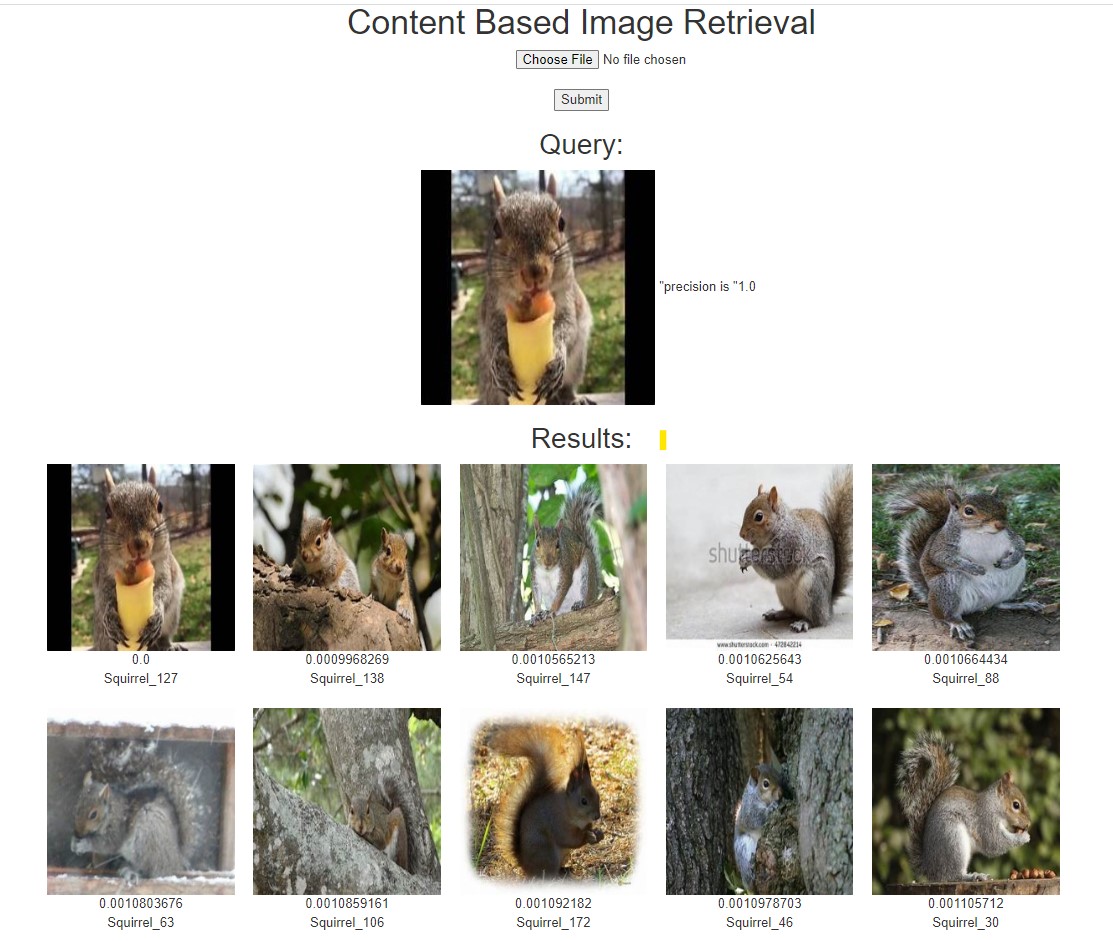 Content Based Image Retrieval
Choose File No file chosen
Submit
Query:
"precision is "1.0
Results:
shutterstock
www.shutterstock.com · 472842214
0.0 0.0009968269 0.0010565213 0.0010625643 0.0010664434
Squirrel_127 Squirrel_138 Squirrel_147 Squirrel_54 Squirrel_88
0.0010803676 0.0010859161 0.001092182 0.0010978703 0.001105712
Squirrel_63 Squirrel_106 Squirrel_172 Squirrel_46 Squirrel_30